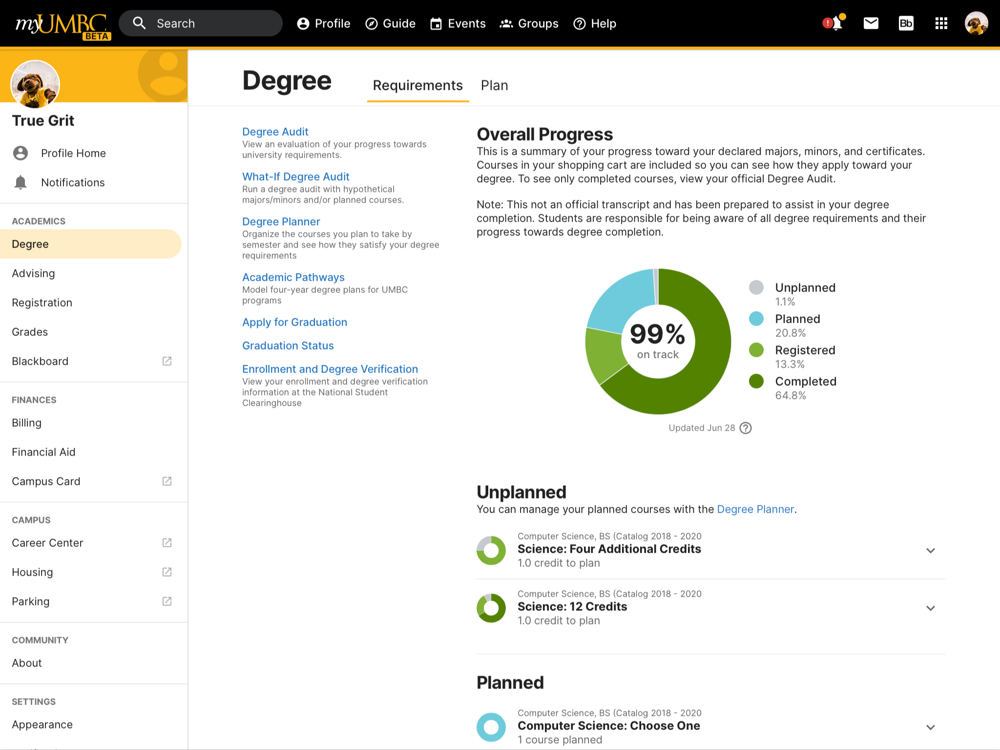 myUMBC
BETA
Search
Profile
Guide
Events
Groups
Help
!
Bb
True Grit
Profile Home
Notifications
ACADEMICS
Degree
Advising
Registration
Grades
Blackboard
FINANCES
Billing
Financial Aid
Campus Card
CAMPUS
Career Center
Housing
Parking
COMMUNITY
About
SETTINGS
Appearance
Degree
Requirements
Plan
Degree Audit
View an evaluation of your progress towards
university requirements.
What-If Degree Audit
Run a degree audit with hypothetical
majors/minors and/or planned courses.
Degree Planner
Organize the courses you plan to take by
semester and see how they satisfy your degree
requirements
Academic Pathways
Model four-year degree plans for UMBC
programs
Apply for Graduation
Graduation Status
Enrollment and Degree Verification
View your enrollment and degree verification
information at the National Student
Clearinghouse
Overall Progress
This is a summary of your progress toward your declared majors, minors, and certificates.
Courses in your shopping cart are included so you can see how they apply toward your
degree. To see only completed courses, view your official Degree Audit.
Note: This not an official transcript and has been prepared to assist in your degree
completion. Students are responsible for being aware of all degree requirements and their
progress towards degree completion.
99%
on track
Unplanned
1.1%
Planned
20.8%
Registered
13.3%
Completed
64.8%
Updated Jun 28 ?
Unplanned
You can manage your planned courses with the Degree Planner.
Computer Science, BS (Catalog 2018 - 2020
Science: Four Additional Credits
1.0 credit to plan
Computer Science, BS (Catalog 2018 - 2020
Science: 12 Credits
1.0 credit to plan
Planned
Computer Science, BS (Catalog 2018 - 2020
Computer Science: Choose One
1 course planned